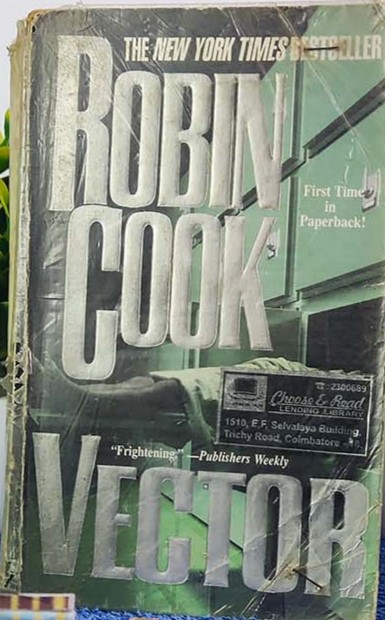 THE NEW YORK TIMES BESTSELLER
ROBIN
COOK
First Time
in
Paperback!
2300689
Choose & Read
LENDING LIBRARY
1510, F.F, Selvalaya Building,
Trichy Road, Coimbatore
"Frightening." —Publishers Weekly
VECTOR